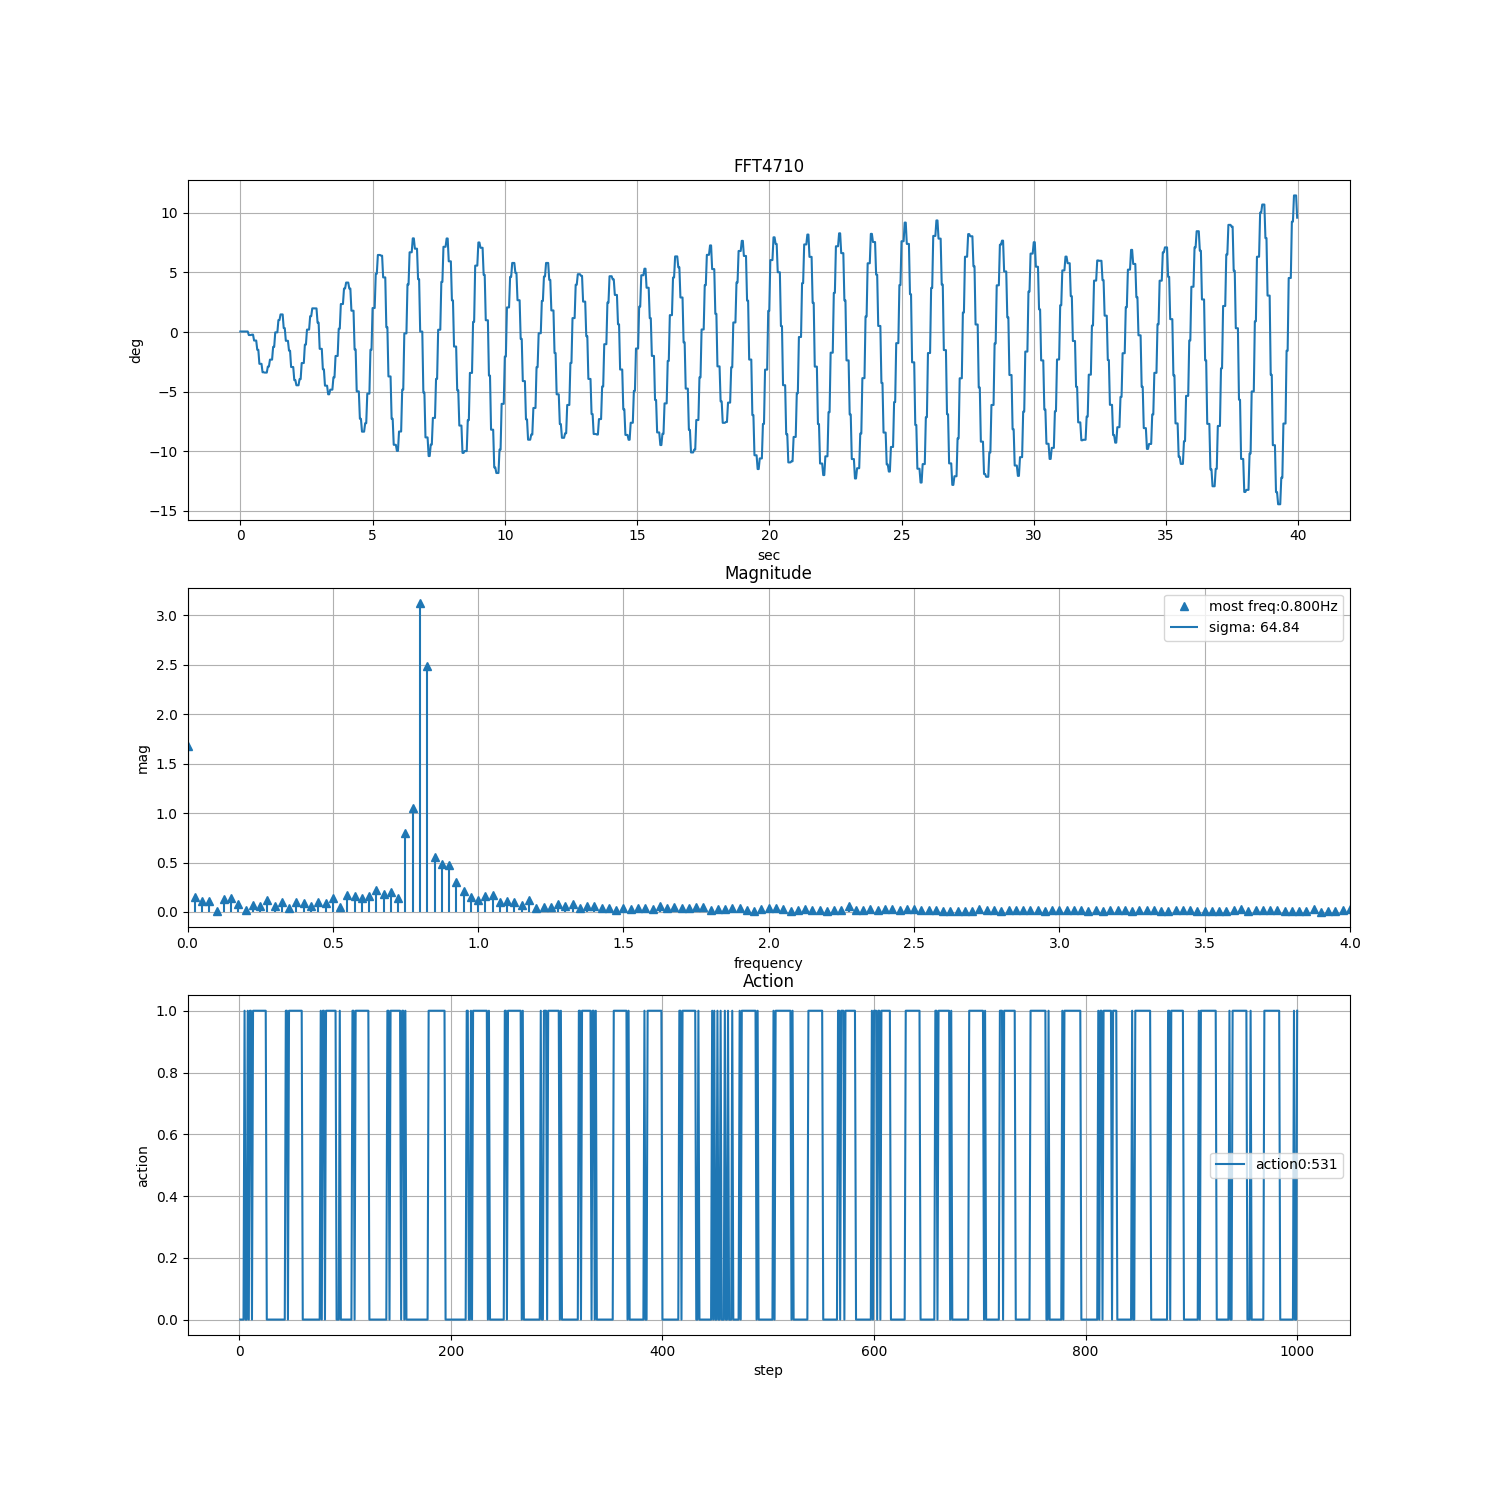 FFT4710
10
5
0
−5
−10
−15
deg
0 5 10 15 20 25 30 35 40
sec
Magnitude
3.0
2.5
2.0
1.5
1.0
0.5
0.0
mag
most freq:0.800Hz
sigma: 64.84
0.0 0.5 1.0 1.5 2.0 2.5 3.0 3.5 4.0
frequency
Action
1.0
0.8
0.6
0.4
0.2
0.0
action
action0:531
0 200 400 600 800 1000
step